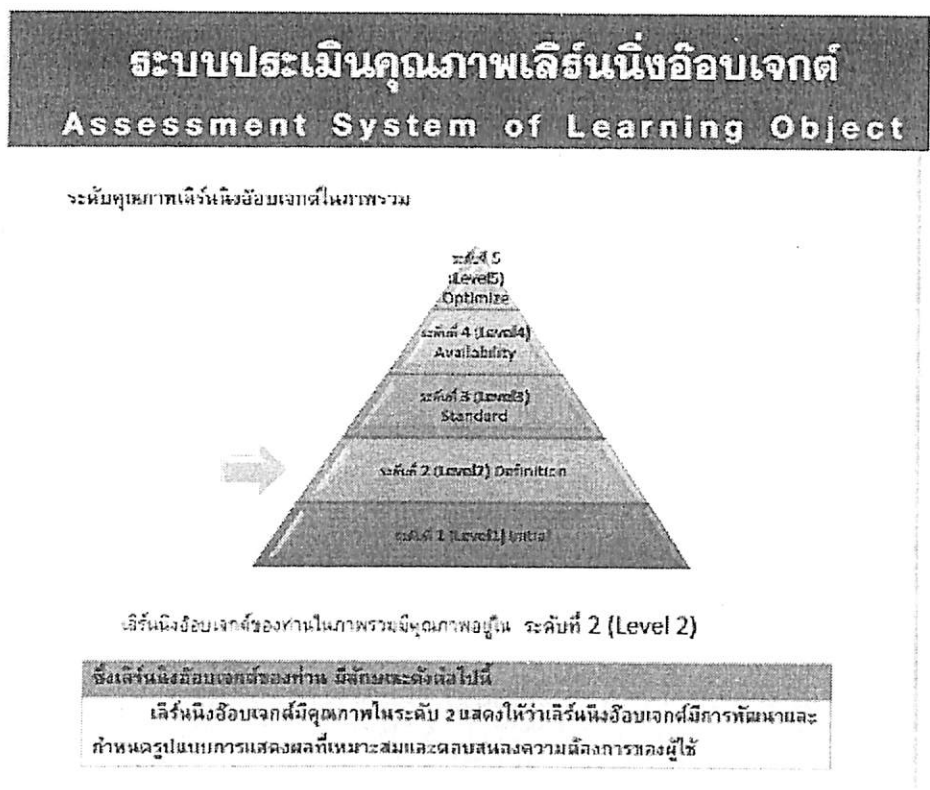 ระบบประเมินคุณภาพเลิร์นนิ่งอ๊อบเจกต์
Assessment System of Learning Object
ระดับคุณภาพเลิร์นนิงอ๊อบเจกต์ในภาพรวม
ระดับที่ 5
(Level5)
Optimize
ระดับที่ 4 (Level4)
Availability
ระดับที่ 3 (Level3)
Standard
ระดับที่ 2 (Level2) Definition
ระดับที่ 1 (Level1) Initial
เลิร์นนิงอ๊อบเจกต์ของท่านในภาพรวมมีคุณภาพอยู่ใน ระดับที่ 2 (Level 2)
ซึ่งเลิร์นนิงอ๊อบเจกต์ของท่าน มีลักษณะดังต่อไปนี้
เลิร์นนิงอ๊อบเจกต์มีคุณภาพในระดับ 2 แสดงให้ว่าเลิร์นนิงอ๊อบเจกต์มีการพัฒนาและ
กำหนดรูปแบบการแสดงผลที่เหมาะสมและตอบสนองความต้องการของผู้ใช้